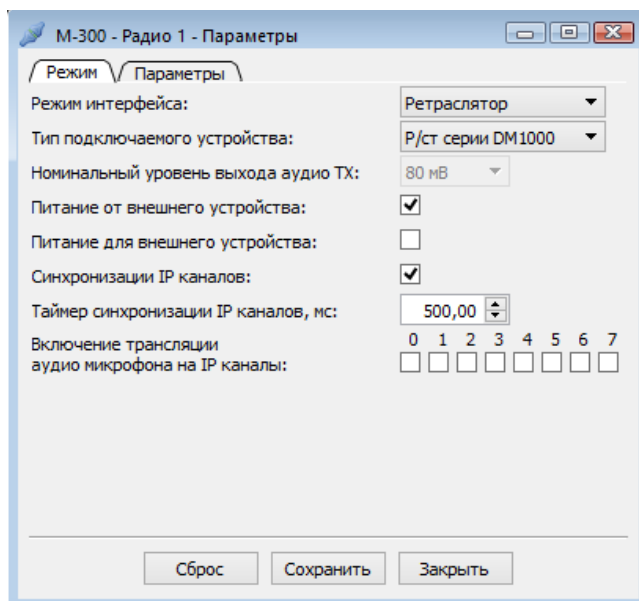 М-300 - Радио 1 - Параметры
Режим Параметры
Режим интерфейса: Ретраслятор
Тип подключаемого устройства: Р/ст серии DM1000
Номинальный уровень выхода аудио TX: 80 мВ
Питание от внешнего устройства:
Питание для внешнего устройства:
Синхронизации IP каналов:
Таймер синхронизации IP каналов, мс: 500,00
Включение трансляции 0 1 2 3 4 5 6 7
аудио микрофона на IP каналы:
Сброс Сохранить Закрыть